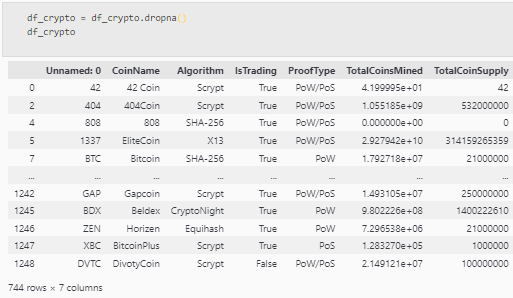 df_crypto = df_crypto.dropna()
df_crypto
Unnamed: 0 CoinName Algorithm IsTrading ProofType TotalCoinsMined TotalCoinSupply
0 42 42 Coin Scrypt True PoW/PoS 4.199995e+01 42
2 404 404Coin Scrypt True PoW/PoS 1.055185e+09 532000000
4 808 808 SHA-256 True PoW/PoS 0.000000e+00 0
5 1337 EliteCoin X13 True PoW/PoS 2.927942e+10 314159265359
7 BTC Bitcoin SHA-256 True PoW 1.792718e+07 21000000
... ... ... ... ... ... ... ...
1242 GAP Gapcoin Scrypt True PoW/PoS 1.493105e+07 250000000
1245 BDX Beldex CryptoNight True PoW 9.802226e+08 1400222610
1246 ZEN Horizen Equihash True PoW 7.296538e+06 21000000
1247 XBC BitcoinPlus Scrypt True PoS 1.283270e+05 1000000
1248 DVTC DivotyCoin Scrypt False PoW/PoS 2.149121e+07 100000000
744 rows × 7 columns